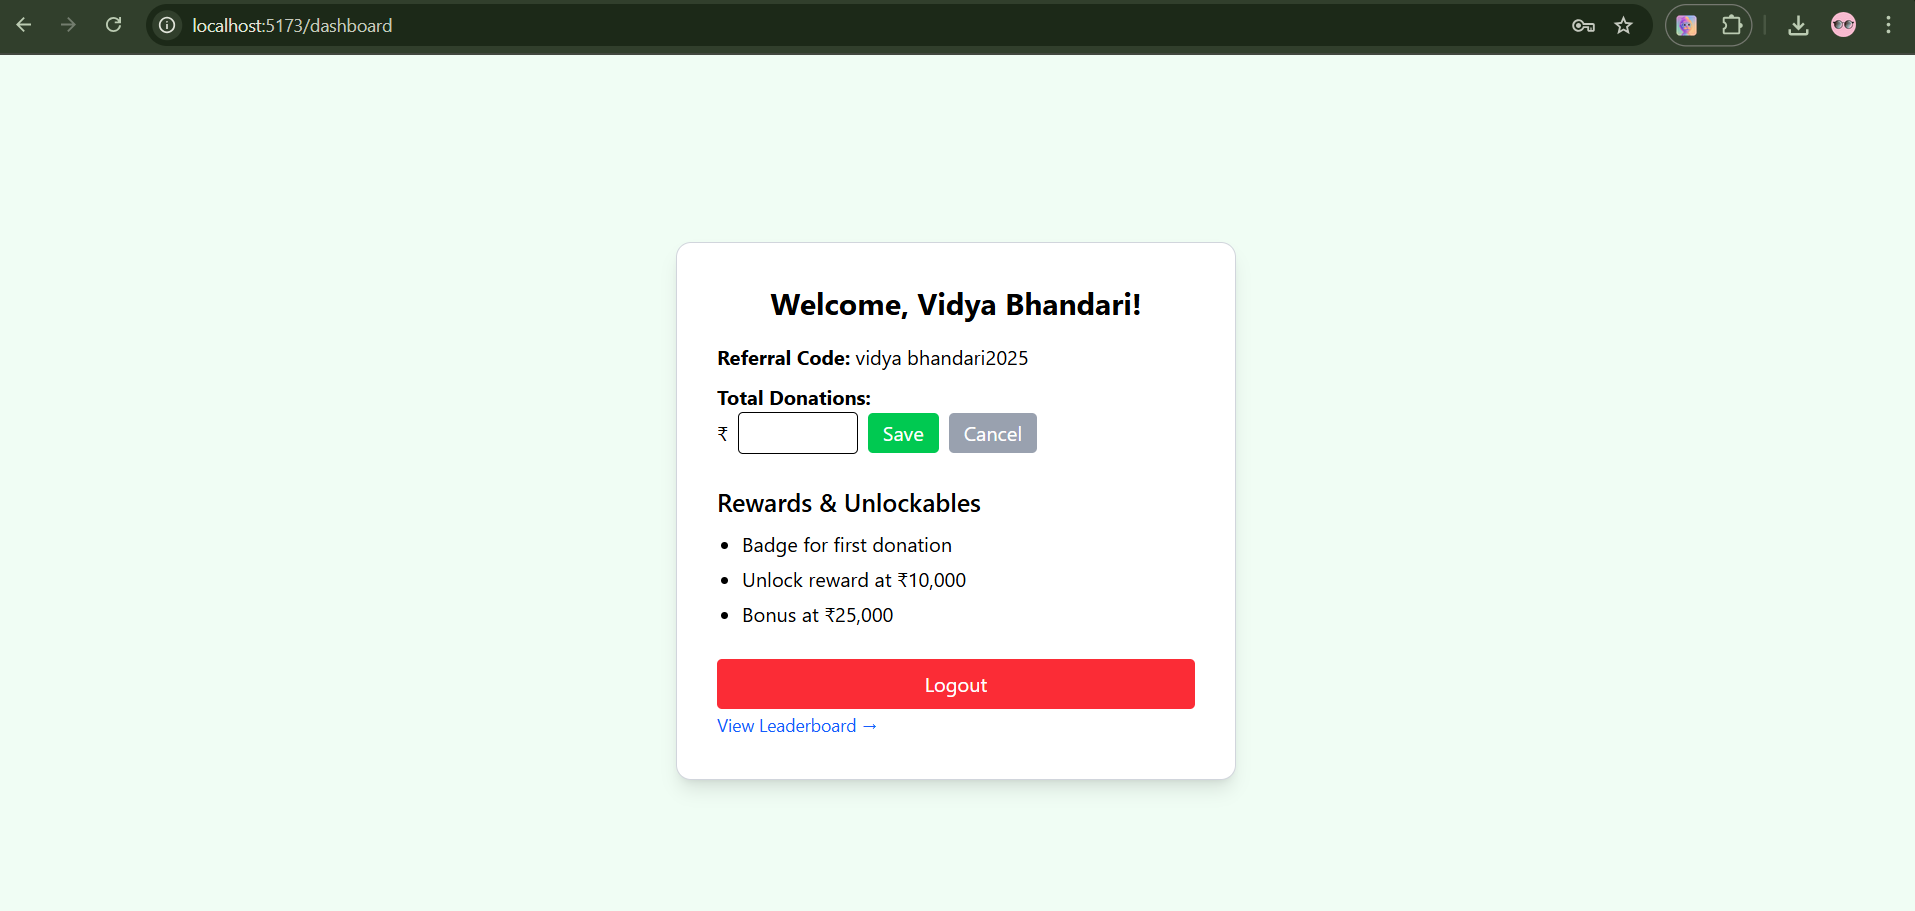 localhost:5173/dashboard
Welcome, Vidya Bhandari!
Referral Code: vidya bhandari2025
Total Donations:
₹ Save Cancel
Rewards & Unlockables
• Badge for first donation
• Unlock reward at ₹10,000
• Bonus at ₹25,000
Logout
View Leaderboard →